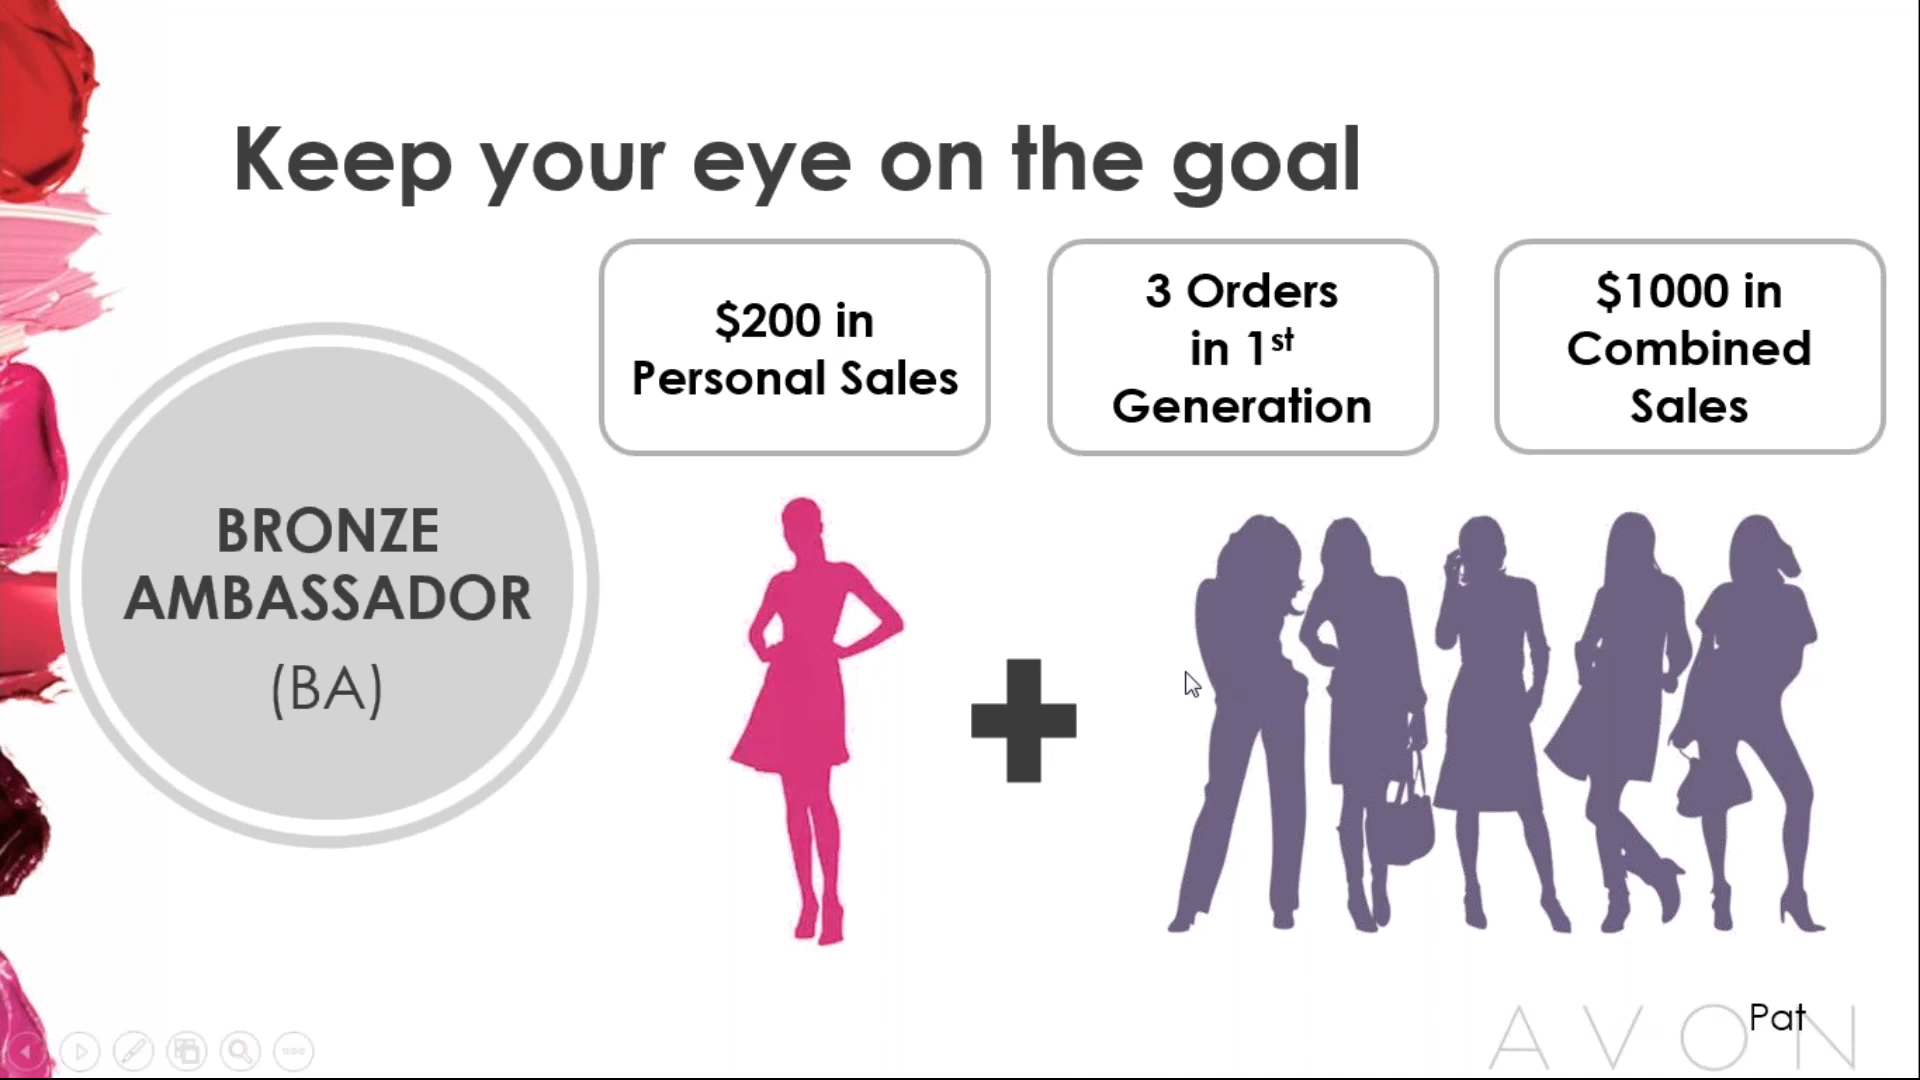 Keep your eye on the goal
$200 in
Personal Sales
3 Orders
in 1st
Generation
$1000 in
Combined
Sales
BRONZE
AMBASSADOR
(BA)
Pat
AVON